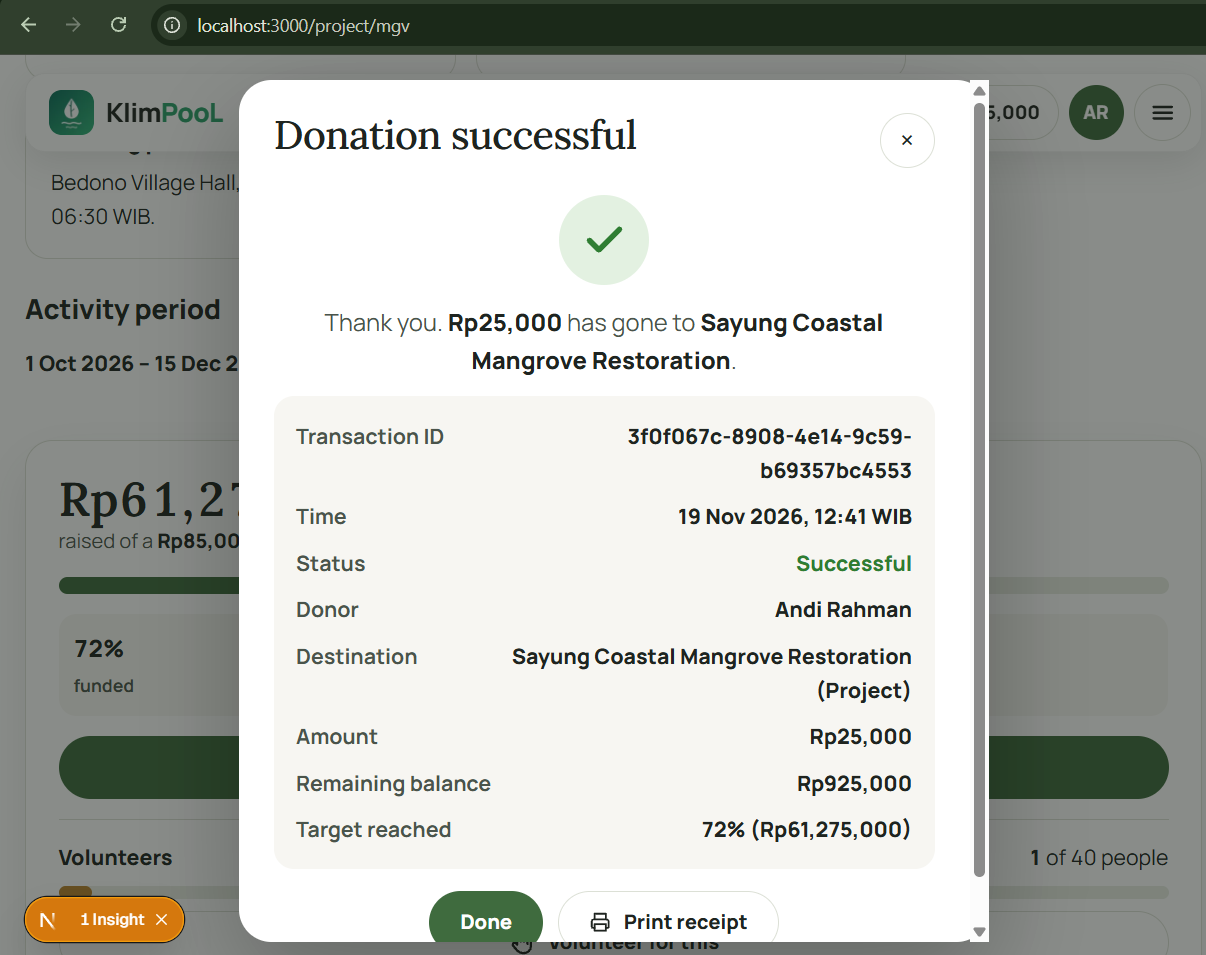 localhost:3000/project/mgv
KlimPooL
5,000
AR
Bedono Village Hall,
06:30 WIB.
Activity period
1 Oct 2026 – 15 Dec 2
Rp61,27
raised of a Rp85,00
72%
funded
Volunteers
1 of 40 people
Volunteer for this
N 1 Insight ×
Donation successful
×
Thank you. Rp25,000 has gone to Sayung Coastal
Mangrove Restoration.
Transaction ID 3f0f067c-8908-4e14-9c59-
b69357bc4553
Time 19 Nov 2026, 12:41 WIB
Status Successful
Donor Andi Rahman
Destination Sayung Coastal Mangrove Restoration
(Project)
Amount Rp25,000
Remaining balance Rp925,000
Target reached 72% (Rp61,275,000)
Done
Print receipt